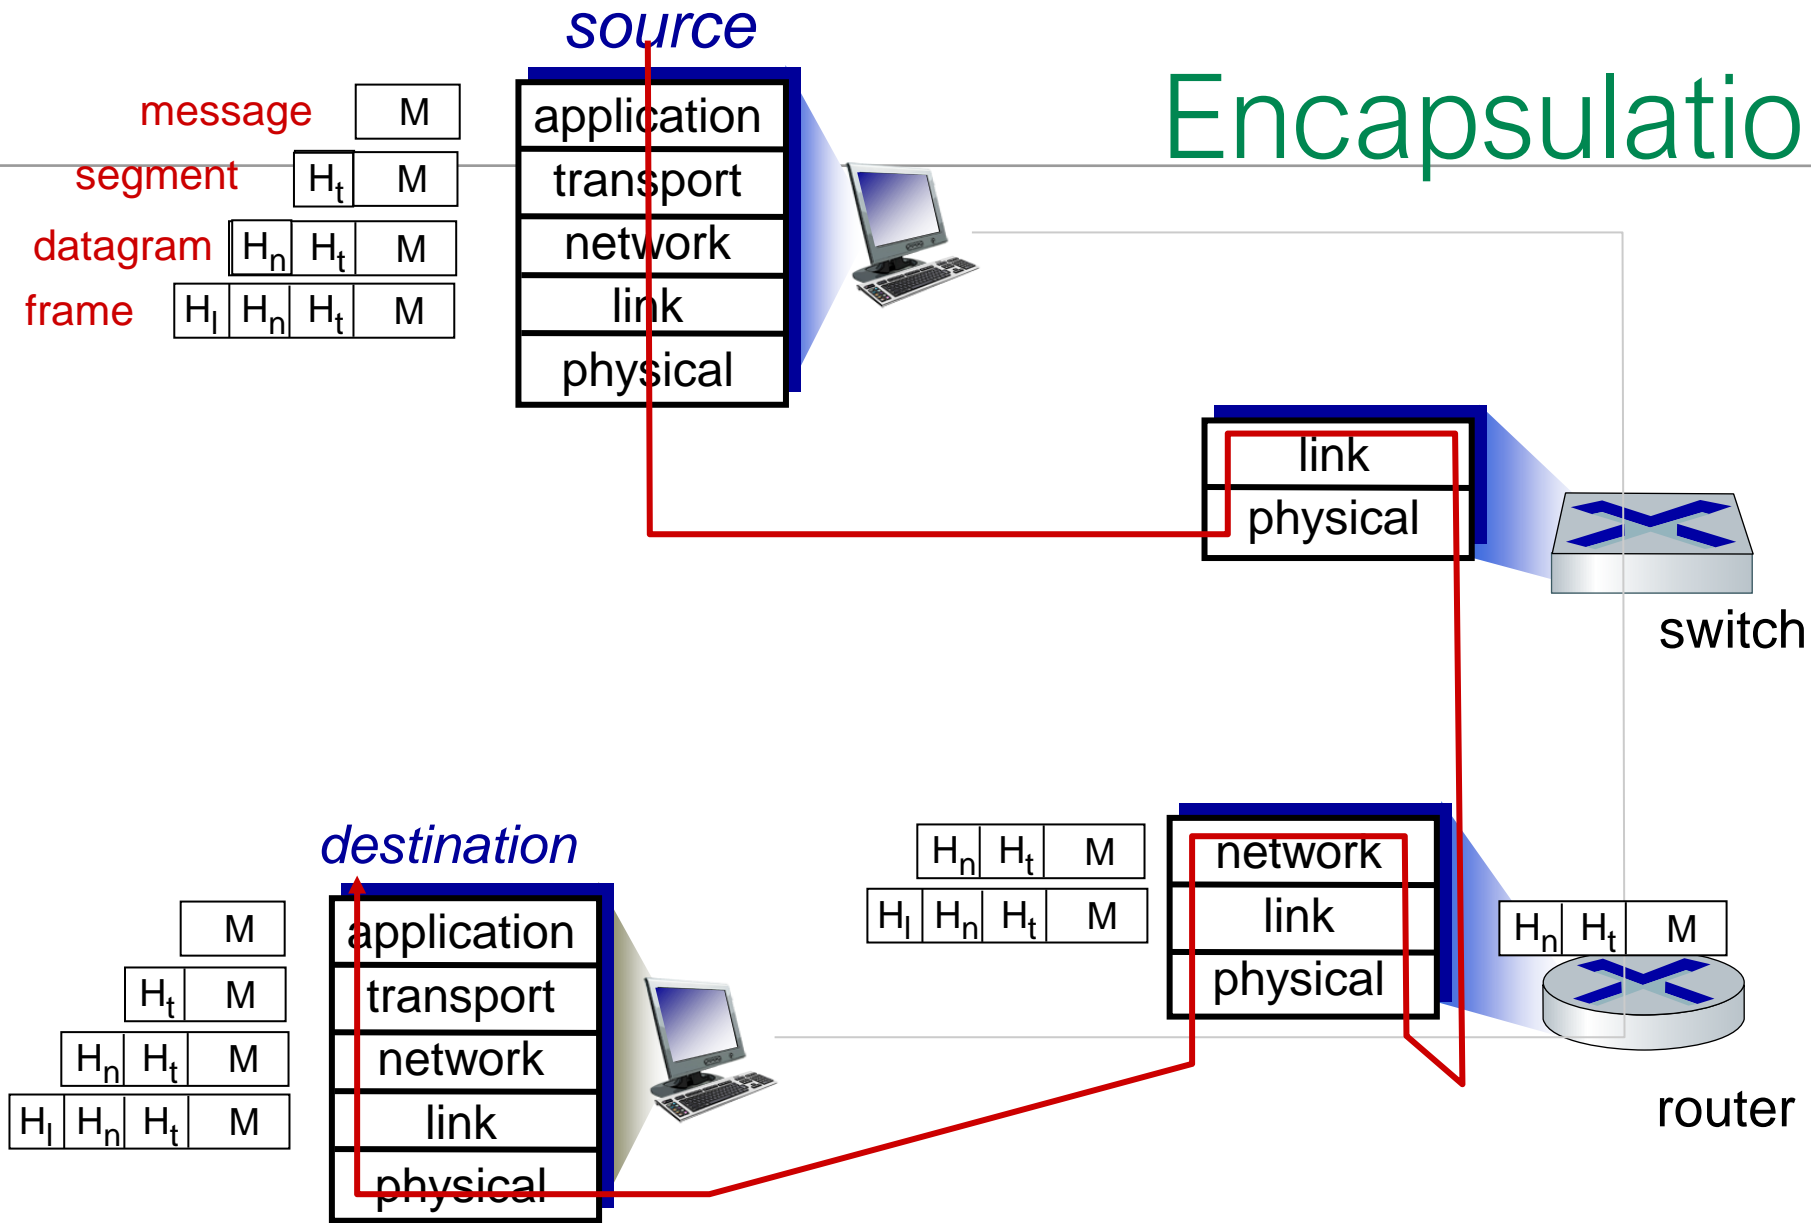 source
Encapsulatio
message M
segment Ht M
datagram Hn Ht M
frame Hl Hn Ht M
application
transport
network
link
physical
link
physical
switch
destination
M
Ht M
Hn Ht M
Hl Hn Ht M
application
transport
network
link
physical
Hn Ht M
Hl Hn Ht M
network
link
physical
Hn Ht M
router